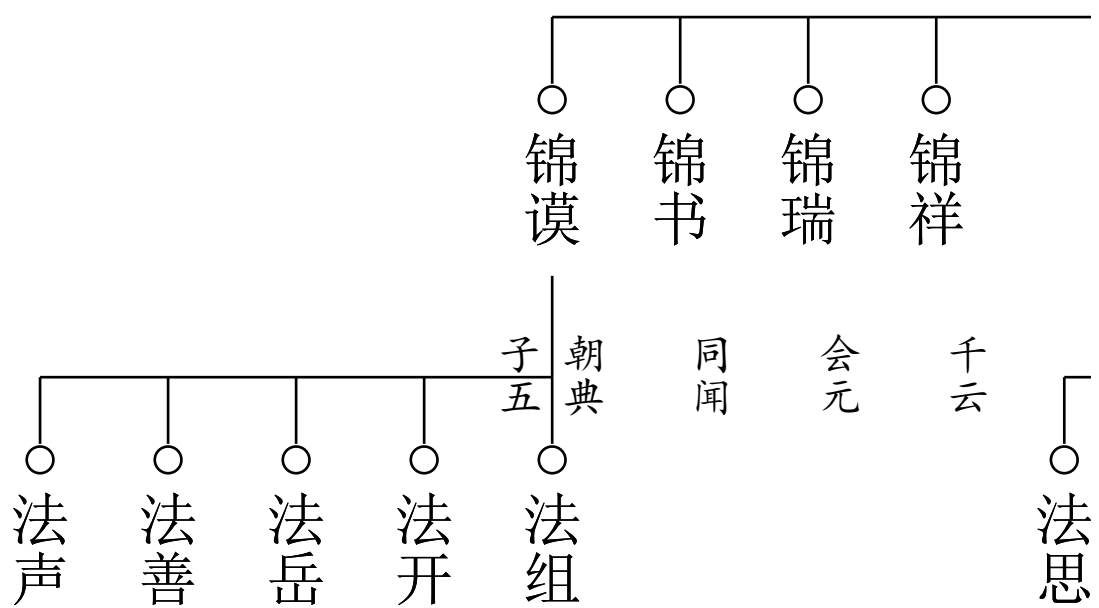 锦祥
锦瑞
锦书
锦谟
千云
会元
同闻
朝典
子五
法思
法组
法开
法岳
法善
法声